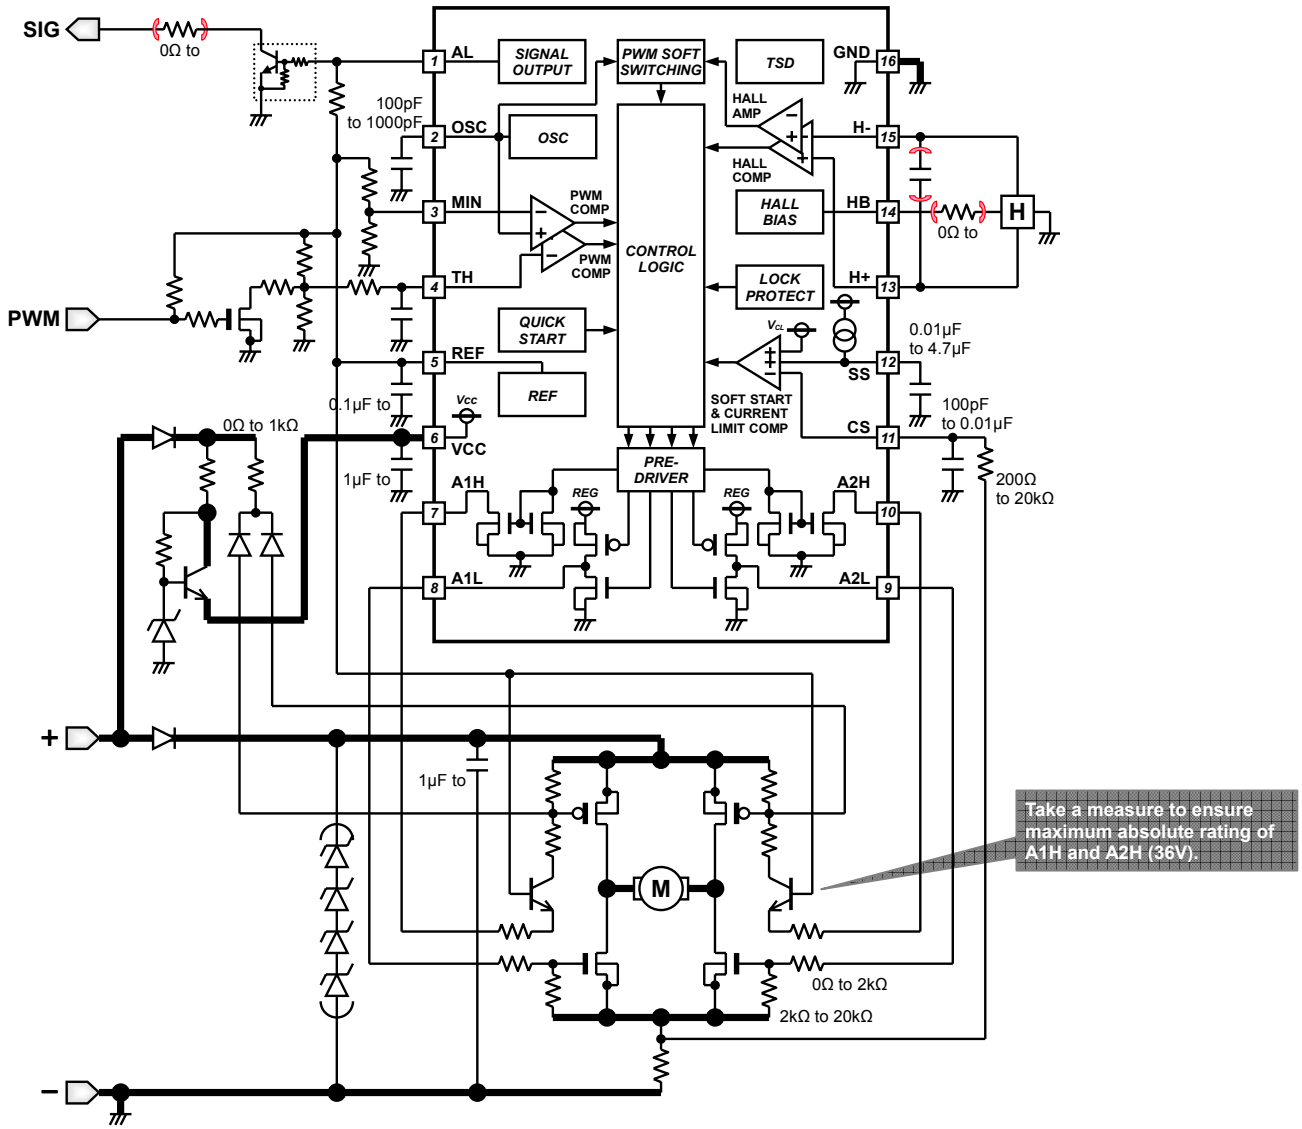 SIG
0Ω to
1
AL
SIGNAL
OUTPUT
PWM SOFT
SWITCHING
TSD
GND
16
100pF
to 1000pF
2
OSC
OSC
HALL
AMP
HALL
COMP
H-
15
3
MIN
PWM
COMP
PWM
COMP
CONTROL
LOGIC
HALL
BIAS
HB
14
0Ω to
H
4
TH
LOCK
PROTECT
H+
13
PWM
QUICK
START
VCL
0.01µF
to 4.7µF
5
REF
REF
SS
12
0.1µF to
SOFT START
& CURRENT
LIMIT COMP
100pF
to 0.01µF
0Ω to 1kΩ
6
VCC
Vcc
CS
11
1µF to
200Ω
to 20kΩ
PRE-
DRIVER
A1H
7
REG
REG
A2H
10
8
A1L
A2L
9
+
1µF to
Take a measure to ensure
maximum absolute rating of
A1H and A2H (36V).
M
0Ω to 2kΩ
2kΩ to 20kΩ
−
+
−
−
+
−
−
+
+
+
−